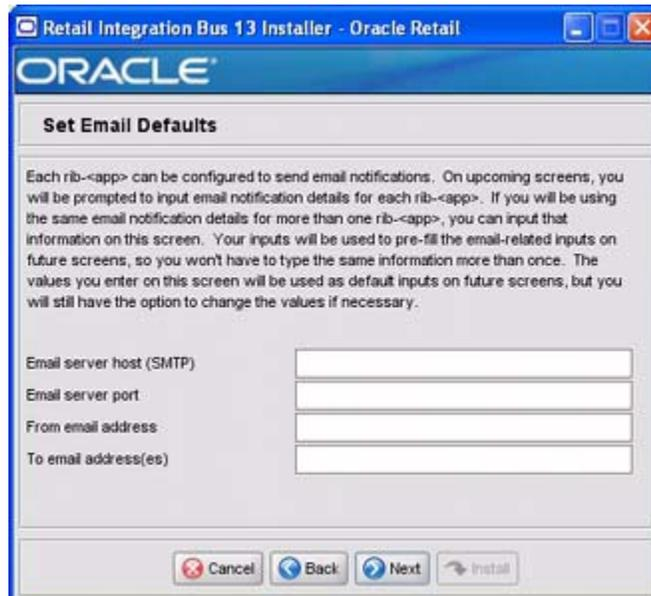 Retail Integration Bus 13 Installer - Oracle Retail
ORACLE®
Set Email Defaults
Each rib-<app> can be configured to send email notifications. On upcoming screens, you
will be prompted to input email notification details for each rib-<app>. If you will be using
the same email notification details for more than one rib-<app>, you can input that
information on this screen. Your inputs will be used to pre-fill the email-related inputs on
future screens, so you won't have to type the same information more than once. The
values you enter on this screen will be used as default inputs on future screens, but you
will still have the option to change the values if necessary.
Email server host (SMTP)
Email server port
From email address
To email address(es)
Cancel Back Next Install